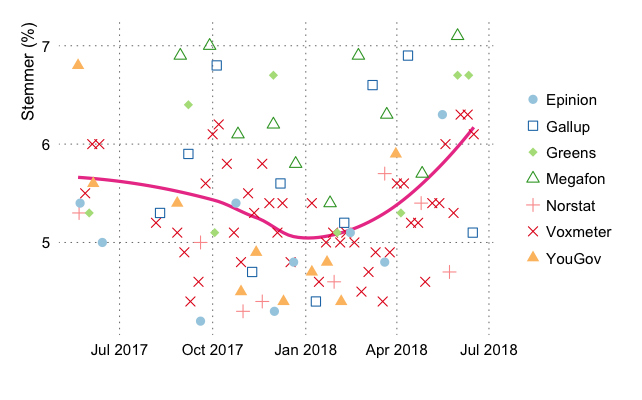 Stemmer (%)
7
6
5
Jul 2017
Oct 2017
Jan 2018
Apr 2018
Jul 2018
Epinion
Gallup
Greens
Megafon
Norstat
Voxmeter
YouGov